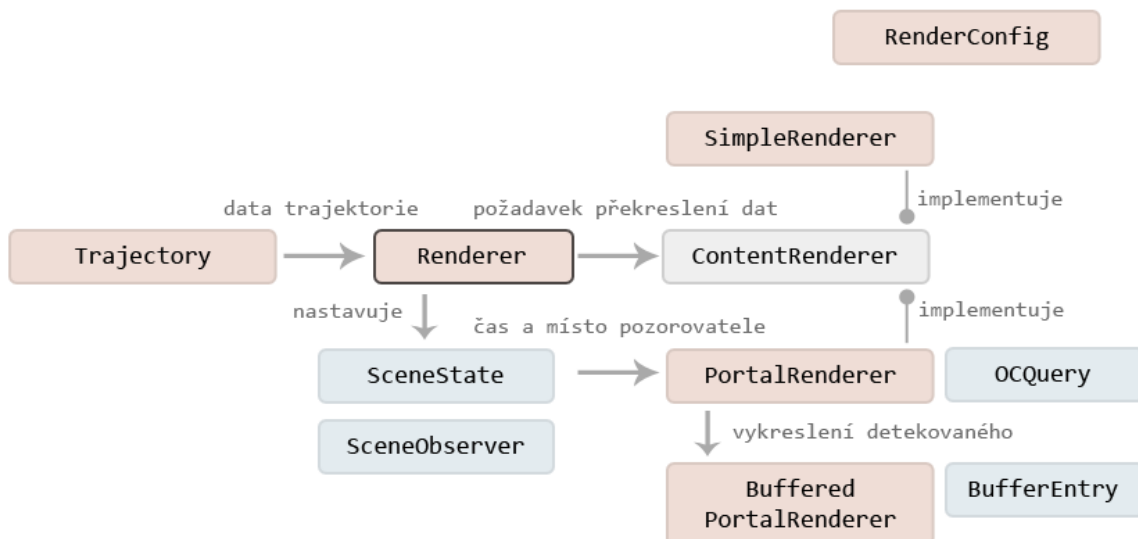 RenderConfig
SimpleRenderer
implementuje
data trajektorie
požadavek překreslení dat
Trajectory
Renderer
ContentRenderer
nastavuje
čas a místo pozorovatele
implementuje
SceneState
PortalRenderer
OCQuery
SceneObserver
vykreslení detekovaného
Buffered
PortalRenderer
BufferEntry